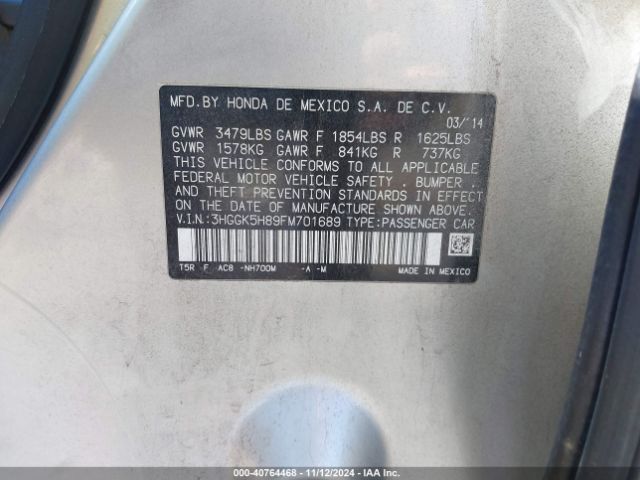 MFD.BY HONDA DE MEXICO S.A. DE C.V.
03/'14
GVWR 3479LBS GAWR F 1854LBS R 1625LBS
GVWR 1578KG GAWR F 841KG R 737KG
THIS VEHICLE CONFORMS TO ALL APPLICABLE
FEDERAL MOTOR VEHICLE SAFETY . BUMPER .
AND THEFT PREVENTION STANDARDS IN EFFECT
ON THE DATE OF MANUFACTURE SHOWN ABOVE.
V.I.N.:3HGGK5H89FM701689 TYPE:PASSENGER CAR
T5R F AC8 -NH700M -A -M MADE IN MEXICO
000-40764468 - 11/12/2024 - IAA Inc.